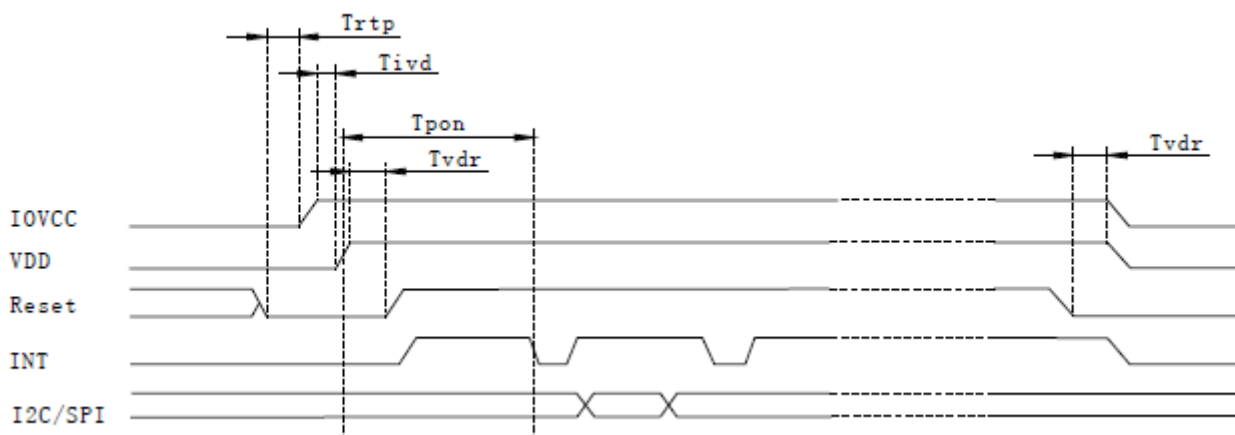 Trtp
Tivd
Tpon
Tvdr
Tvdr
IOVCC
VDD
Reset
INT
I2C/SPI